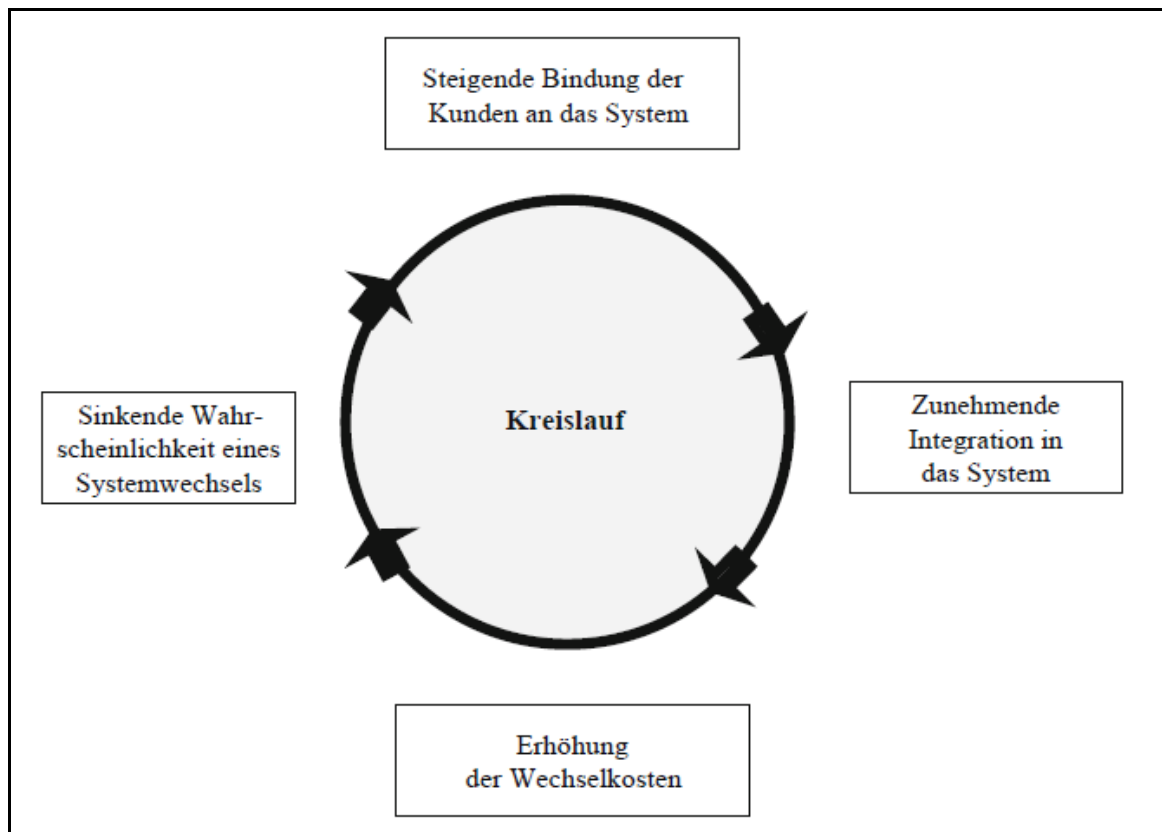 Steigende Bindung der
Kunden an das System
Zunehmende
Integration in
das System
Kreislauf
Sinkende Wahr-
scheinlichkeit eines
Systemwechsels
Erhöhung
der Wechselkosten